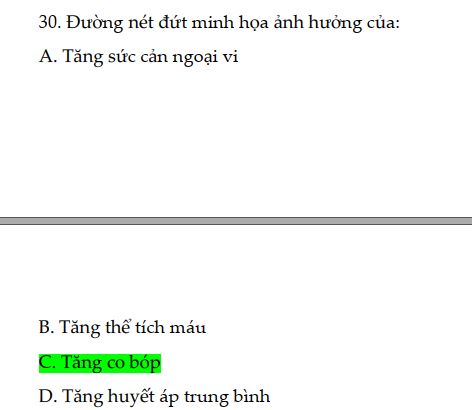 30. Đường nét đứt minh họa ảnh hưởng của:
A. Tăng sức cản ngoại vi
B. Tăng thể tích máu
C. Tăng co bóp
D. Tăng huyết áp trung bình